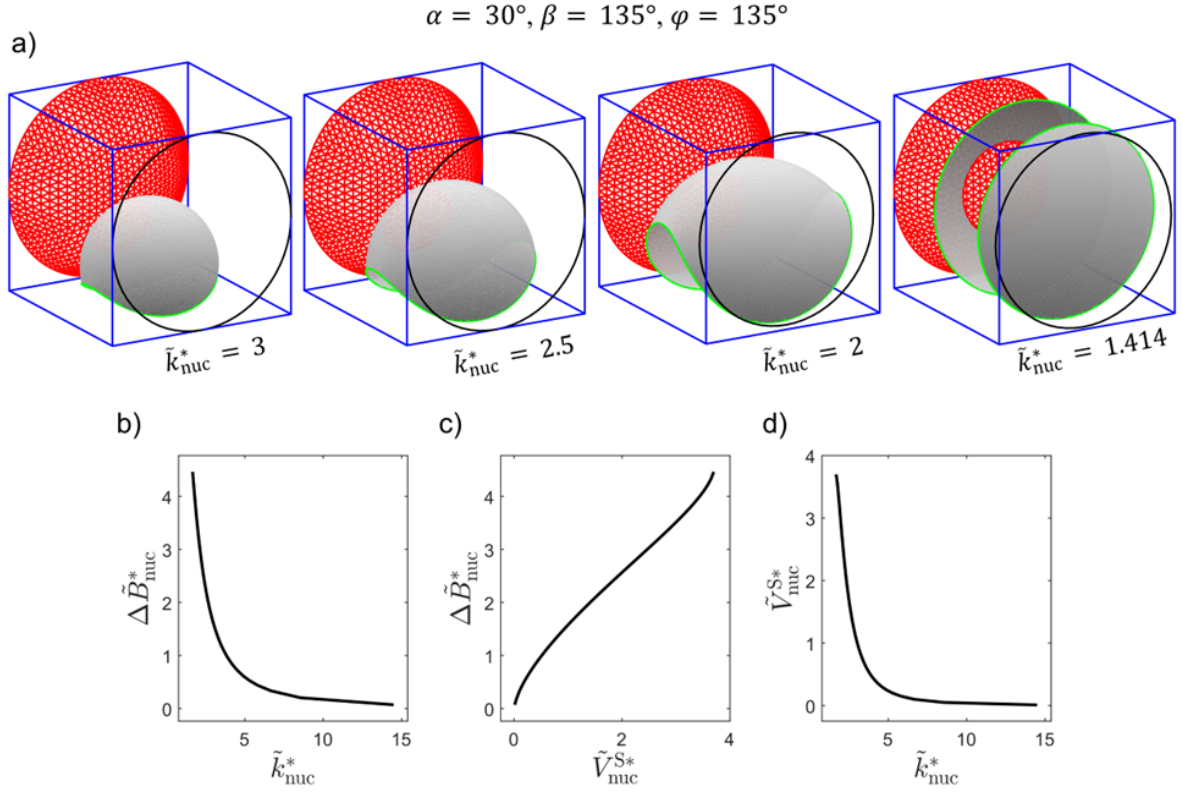 α = 30°, β = 135°, φ = 135°
a)
k̃*nuc = 3
k̃*nuc = 2.5
k̃*nuc = 2
k̃*nuc = 1.414
b)
c)
d)
ΔB̃*nuc
4
3
2
1
0
5
10
15
k̃*nuc
ΔB̃*nuc
4
3
2
1
0
0
2
4
ṼS*nuc
ṼS*nuc
4
3
2
1
0
5
10
15
k̃*nuc